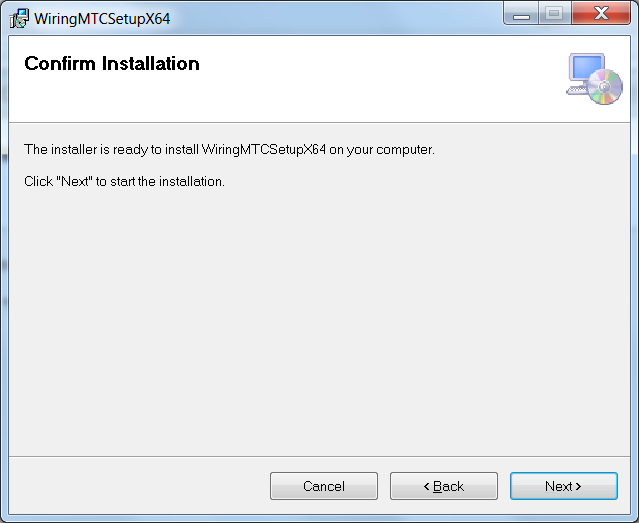 WiringMTCSetupX64
Confirm Installation
The installer is ready to install WiringMTCSetupX64 on your computer.
Click "Next" to start the installation.
Cancel
< Back
Next >